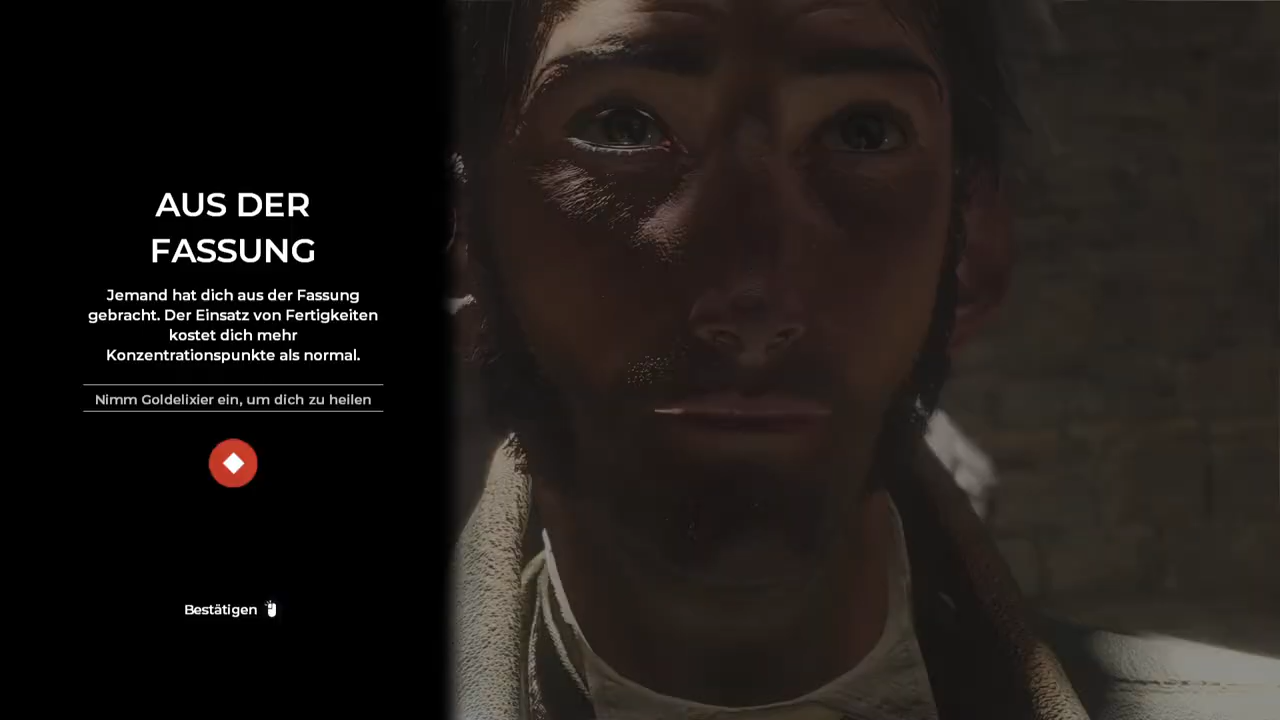 AUS DER
FASSUNG
Jemand hat dich aus der Fassung
gebracht. Der Einsatz von Fertigkeiten
kostet dich mehr
Konzentrationspunkte als normal.
Nimm Goldelixier ein, um dich zu heilen
Bestätigen